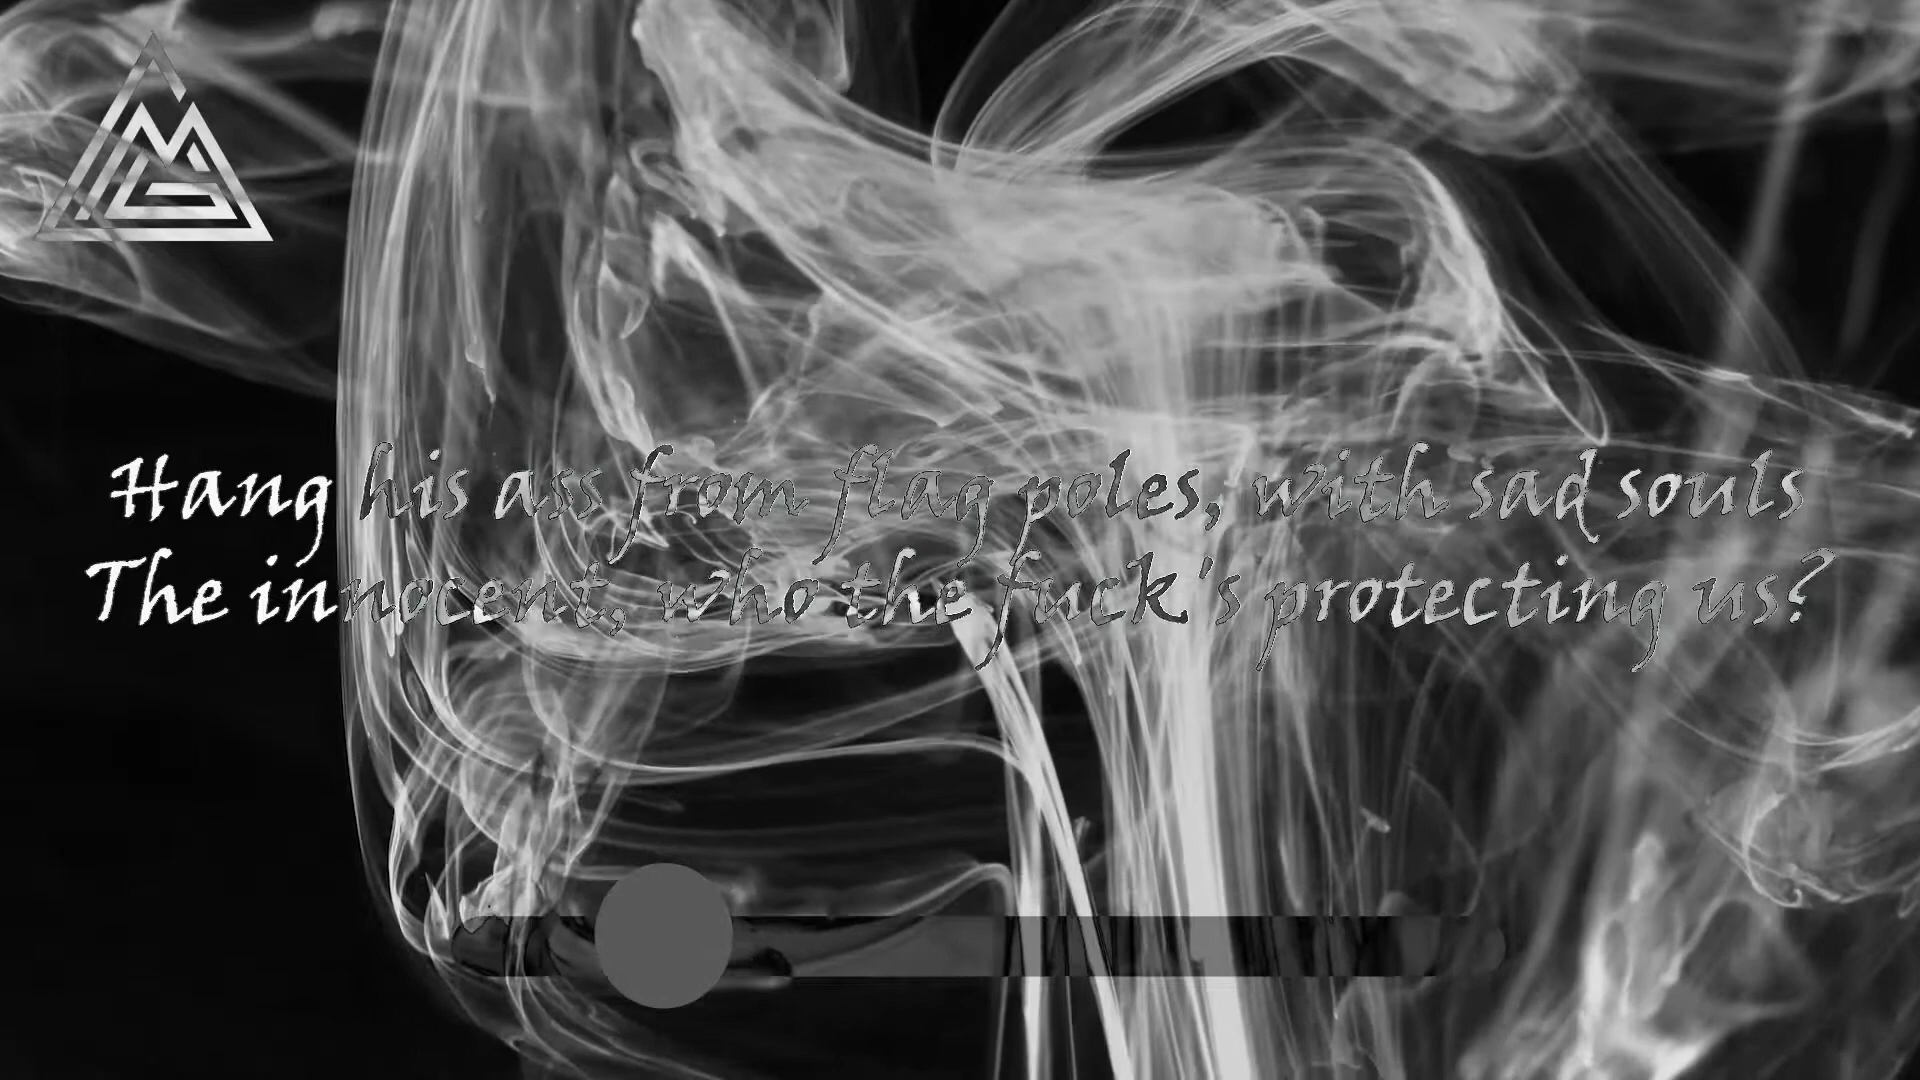 Hang his ass from flag poles, with sad souls
The innocent, who the fuck's protecting us?